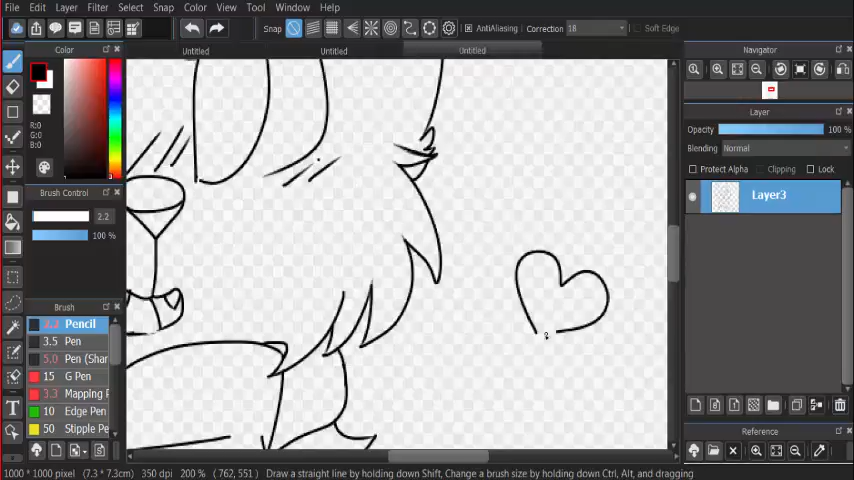 File Edit Layer Filter Select Snap Color View Tool Window Help
Snap AntiAliasing Correction 18 Soft Edge
Untitled Untitled Untitled
Color
R:0
G:0
B:0
Brush Control
2.2
100 %
Brush
2.2 Pencil
3.5 Pen
5.0 Pen (Shar
15 G Pen
3.3 Mapping P
10 Edge Pen
50 Stipple Pe
Navigator
Layer
Opacity 100 %
Blending Normal
Protect Alpha Clipping Lock
Layer3
Reference
1000 * 1000 pixel (7.3 * 7.3cm) 350 dpi 200 % (762, 551) Draw a straight line by holding down Shift, Change a brush size by holding down Ctrl, Alt, and dragging